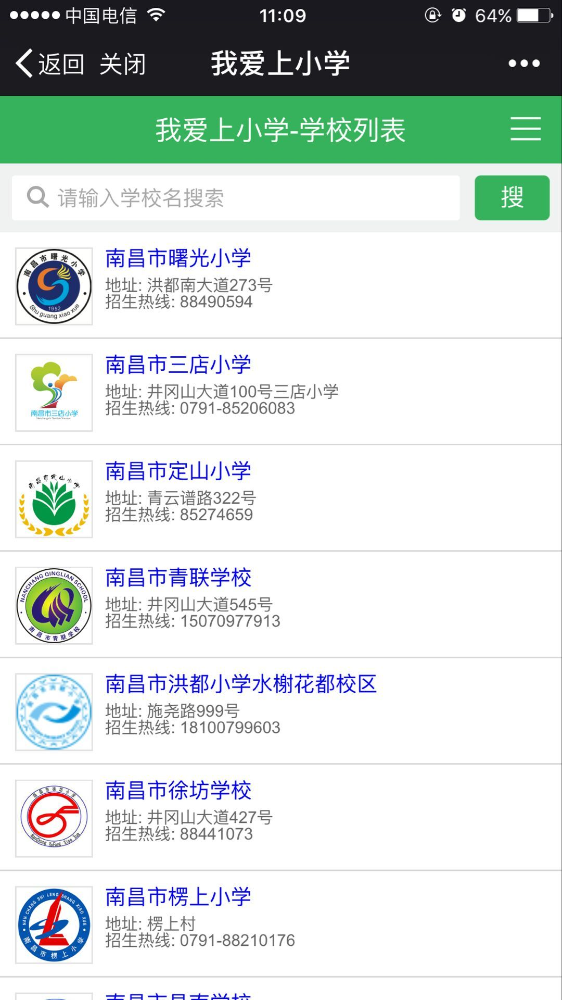 中国电信 11:09 64%
返回 关闭 我爱上小学
我爱上小学-学校列表
请输入学校名搜索 搜
南昌市曙光小学
1952
Shu guang xiao xue
南昌市曙光小学
地址: 洪都南大道273号
招生热线: 88490594
南昌市三店小学
南昌市三店小学
地址: 井冈山大道100号三店小学
招生热线: 0791-85206083
南昌市定山小学
南昌市定山小学
地址: 青云谱路322号
招生热线: 85274659
NANCHANG QINGLIAN SCHOOL
南昌市青联学校
南昌市青联学校
地址: 井冈山大道545号
招生热线: 15070977913
南昌市洪都小学水榭花都校区
地址: 施尧路999号
招生热线: 18100799603
南昌市徐坊小学
NanChang XuFang Xiao Xue
南昌市徐坊学校
地址: 井冈山大道427号
招生热线: 88441073
NAN CHANG SHI LENG SHANG XIAO XUE
南昌市楞上小学
南昌市楞上小学
地址: 楞上村
招生热线: 0791-88210176